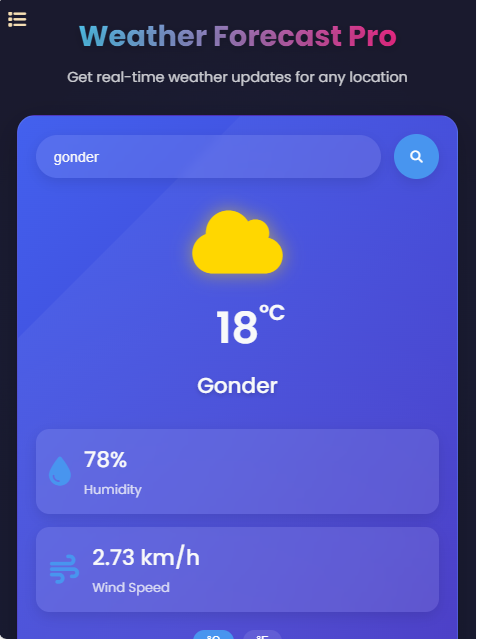 Weather Forecast Pro
Get real-time weather updates for any location
gonder
18°C
Gonder
78%
Humidity
2.73 km/h
Wind Speed